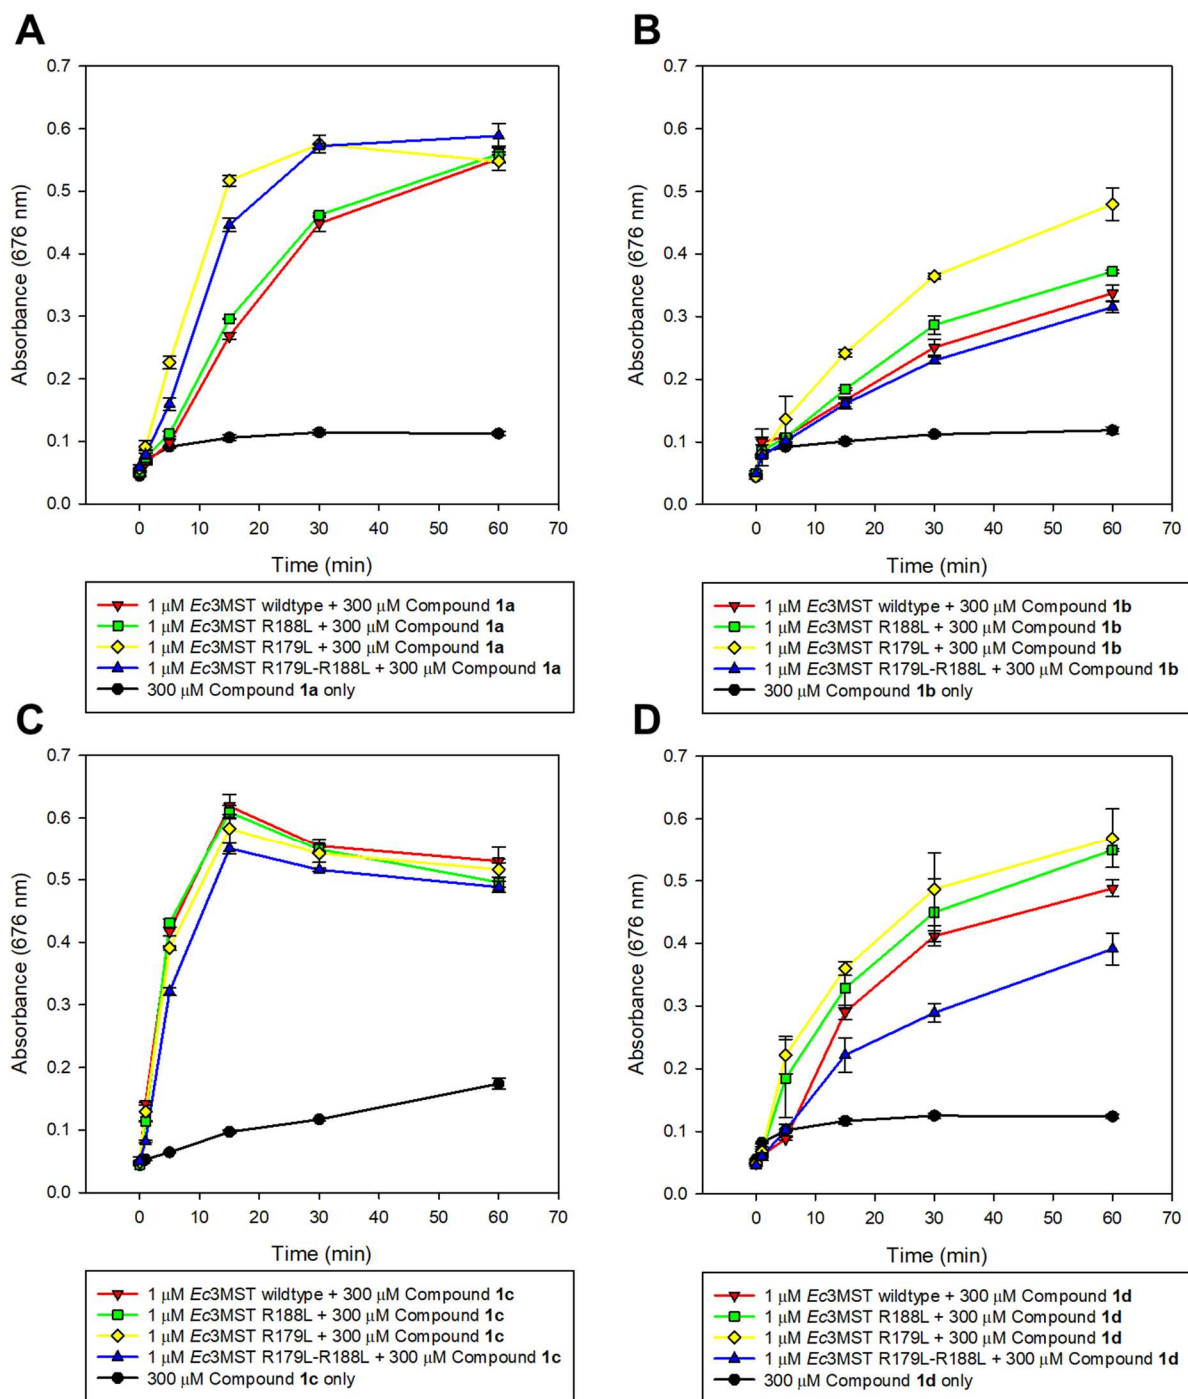 A
Absorbance (676 nm)
0.7
0.6
0.5
0.4
0.3
0.2
0.1
0.0
0 10 20 30 40 50 60 70
Time (min)
1 μM Ec3MST wildtype + 300 μM Compound 1a
1 μM Ec3MST R188L + 300 μM Compound 1a
1 μM Ec3MST R179L + 300 μM Compound 1a
1 μM Ec3MST R179L-R188L + 300 μM Compound 1a
300 μM Compound 1a only
B
Absorbance (676 nm)
0.7
0.6
0.5
0.4
0.3
0.2
0.1
0.0
0 10 20 30 40 50 60 70
Time (min)
1 μM Ec3MST wildtype + 300 μM Compound 1b
1 μM Ec3MST R188L + 300 μM Compound 1b
1 μM Ec3MST R179L + 300 μM Compound 1b
1 μM Ec3MST R179L-R188L + 300 μM Compound 1b
300 μM Compound 1b only
C
Absorbance (676 nm)
0.7
0.6
0.5
0.4
0.3
0.2
0.1
0.0
0 10 20 30 40 50 60 70
Time (min)
1 μM Ec3MST wildtype + 300 μM Compound 1c
1 μM Ec3MST R188L + 300 μM Compound 1c
1 μM Ec3MST R179L + 300 μM Compound 1c
1 μM Ec3MST R179L-R188L + 300 μM Compound 1c
300 μM Compound 1c only
D
Absorbance (676 nm)
0.7
0.6
0.5
0.4
0.3
0.2
0.1
0.0
0 10 20 30 40 50 60 70
Time (min)
1 μM Ec3MST wildtype + 300 μM Compound 1d
1 μM Ec3MST R188L + 300 μM Compound 1d
1 μM Ec3MST R179L + 300 μM Compound 1d
1 μM Ec3MST R179L-R188L + 300 μM Compound 1d
300 μM Compound 1d only